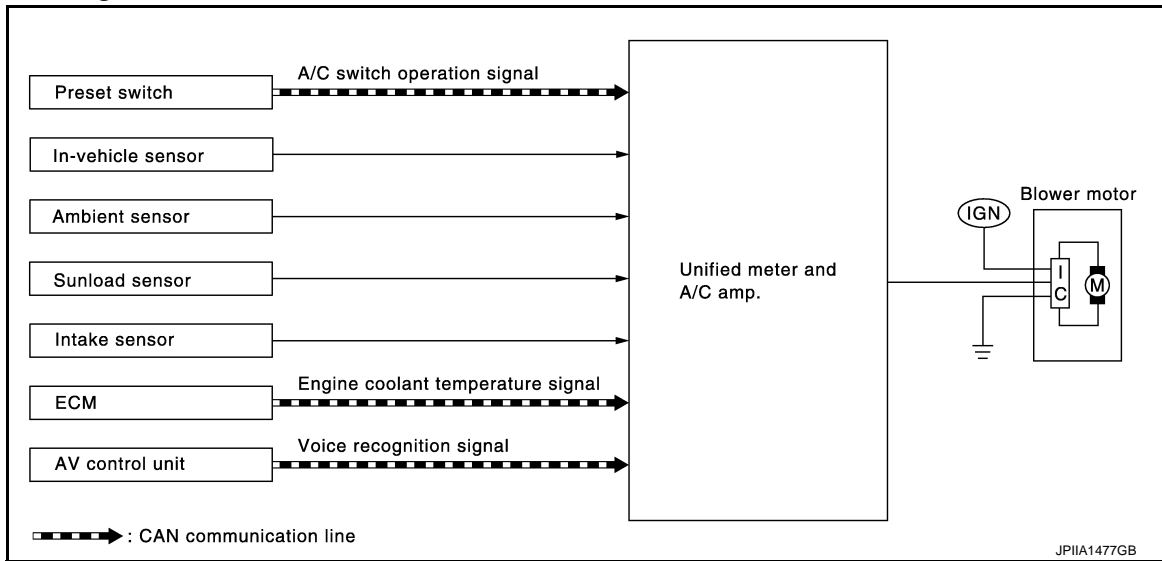 A/C switch operation signal
Preset switch
In-vehicle sensor
Ambient sensor
Sunload sensor
Intake sensor
Engine coolant temperature signal
ECM
Voice recognition signal
AV control unit
Unified meter and
A/C amp.
Blower motor
IGN
I
C
M
: CAN communication line
JPIIA1477GB